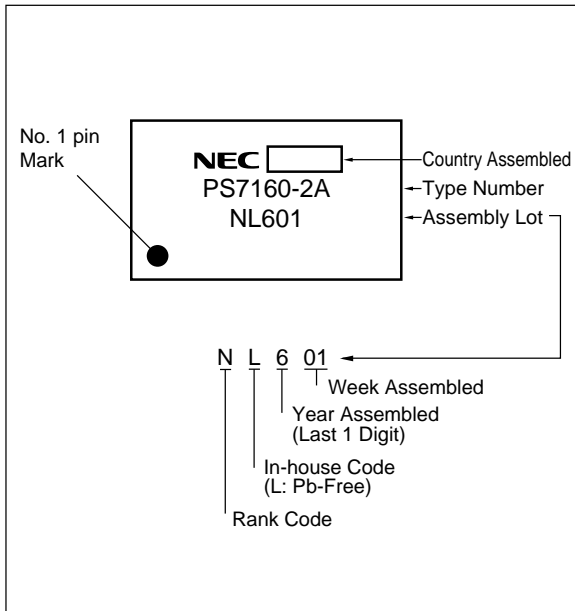 No. 1 pin
Mark
NEC
Country Assembled
PS7160-2A
Type Number
NL601
Assembly Lot
N L 6 01
Week Assembled
Year Assembled
(Last 1 Digit)
In-house Code
(L: Pb-Free)
Rank Code